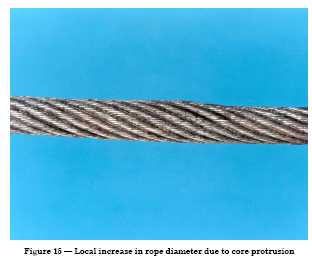 Figure 15 — Local increase in rope diameter due to core protrusion